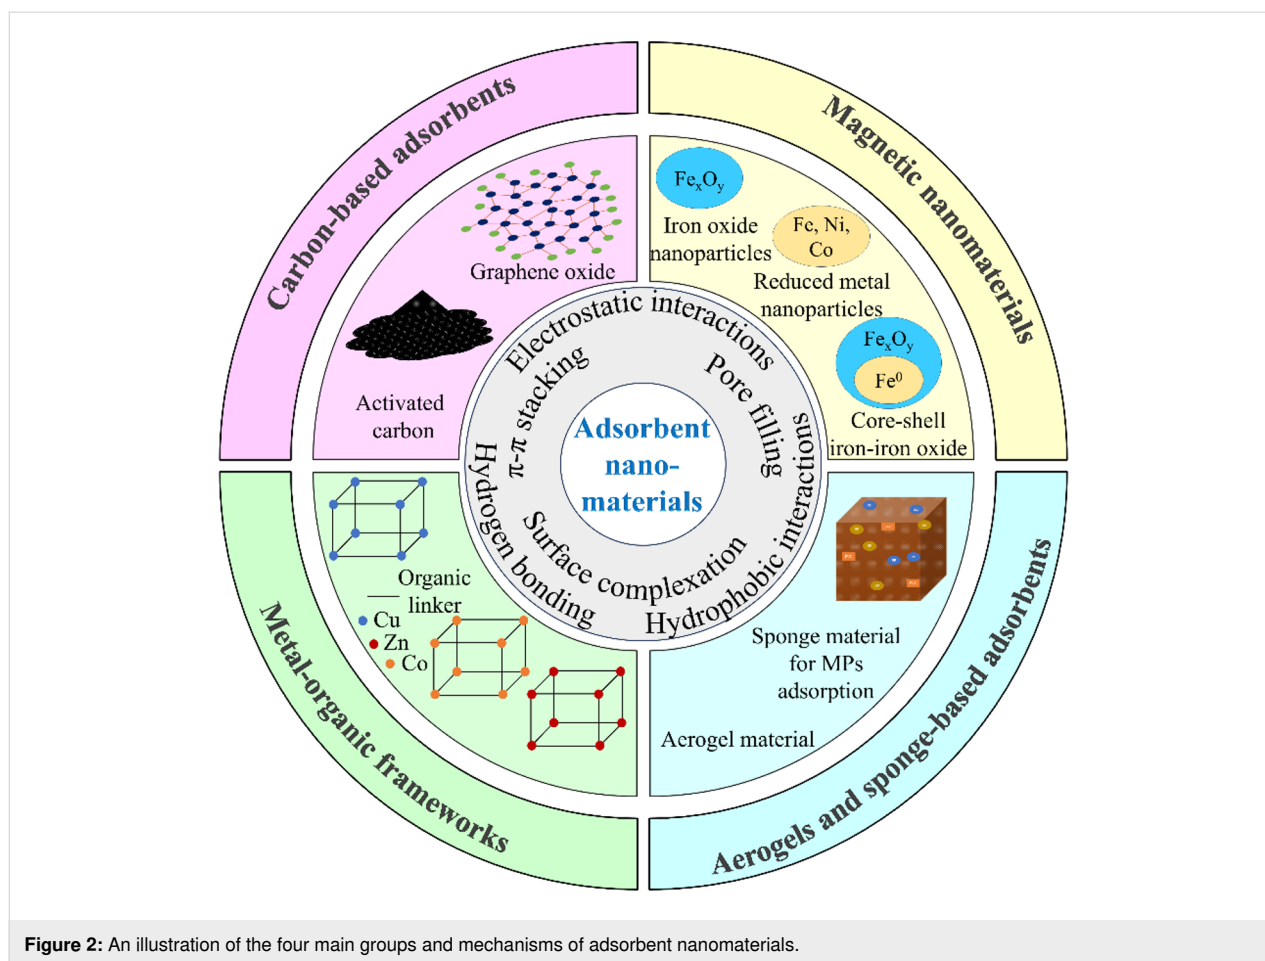 Carbon-based adsorbents
Magnetic nanomaterials
Graphene oxide
Activated
carbon
Fe₍ₓ₎O₍y₎
Iron oxide
nanoparticles
Fe, Ni,
Co
Reduced metal
nanoparticles
FeₓOy
Fe⁰
Core-shell
iron-iron oxide
Electrostatic interactions
π-π stacking
Pore filling
Hydrogen bonding
Surface complexation
Hydrophobic interactions
Adsorbent
nano-
materials
Organic
linker
Cu
Zn
Co
Sponge material
for MPs
adsorption
Aerogel material
Metal-organic frameworks
Aerogels and sponge-based adsorbents
Figure 2: An illustration of the four main groups and mechanisms of adsorbent nanomaterials.